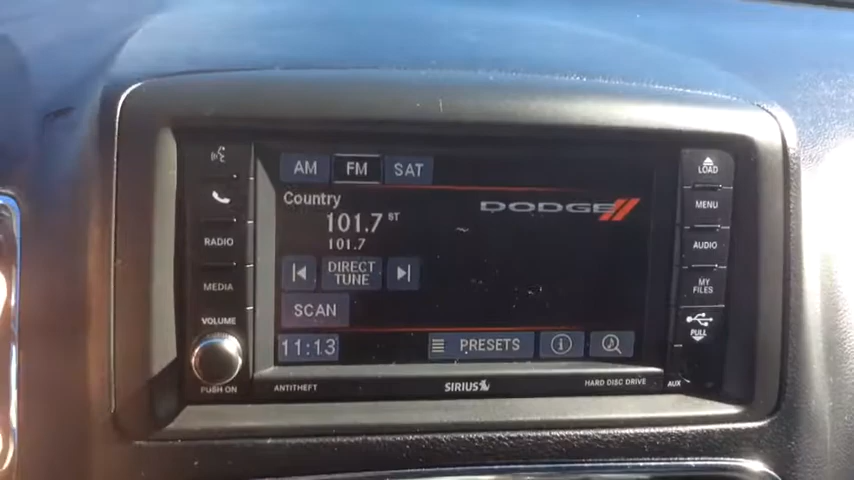 AM FM SAT
LOAD
Country
DODGE
MENU
101.7 ST
101.7
RADIO
AUDIO
DIRECT
TUNE
MEDIA
MY
FILES
SCAN
VOLUME
PULL
11:13
PRESETS
PUSH ON
ANTITHEFT
SIRIUS
HARD DISC DRIVE
AUX